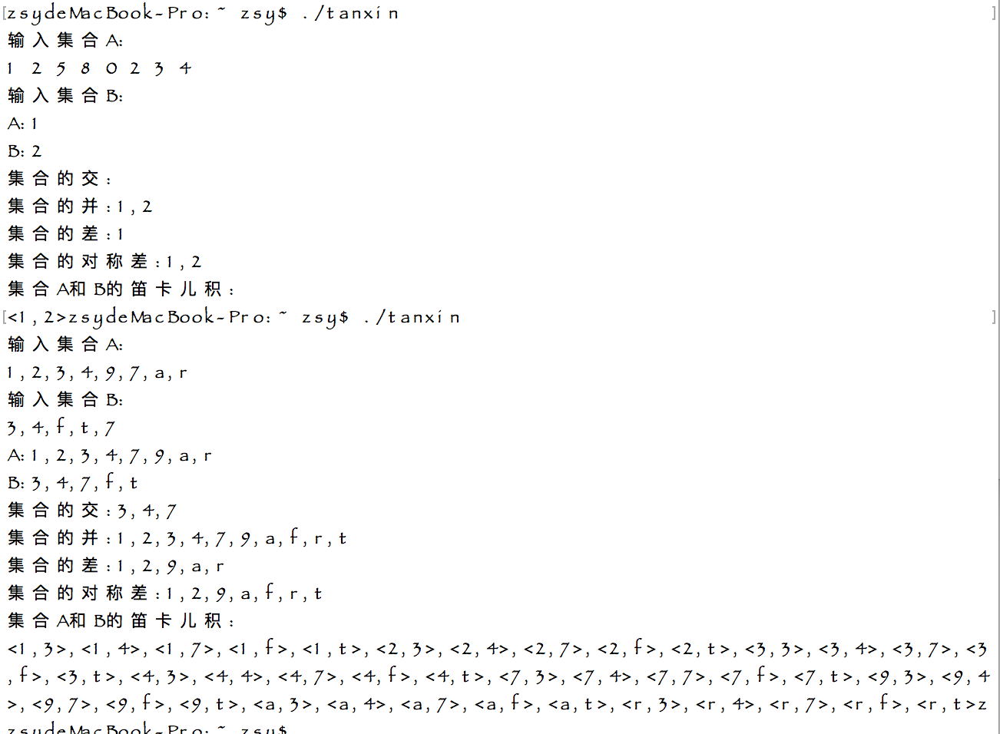 [zsydeMacBook-Pro:~ zsy$ ./tanxin ]
输入集合A:
1 2 5 8 0 2 3 4
输入集合B:
A:1
B:2
集合的交:
集合的并:1,2
集合的差:1
集合的对称差:1,2
集合A和B的笛卡儿积:
[<1,2>zsydeMacBook-Pro:~ zsy$ ./tanxin ]
输入集合A:
1,2,3,4,9,7,a,r
输入集合B:
3,4,f,t,7
A:1,2,3,4,7,9,a,r
B:3,4,7,f,t
集合的交:3,4,7
集合的并:1,2,3,4,7,9,a,f,r,t
集合的差:1,2,9,a,r
集合的对称差:1,2,9,a,f,r,t
集合A和B的笛卡儿积:
<1,3>,<1,4>,<1,7>,<1,f>,<1,t>,<2,3>,<2,4>,<2,7>,<2,f>,<2,t>,<3,3>,<3,4>,<3,7>,<3
,f>,<3,t>,<4,3>,<4,4>,<4,7>,<4,f>,<4,t>,<7,3>,<7,4>,<7,7>,<7,f>,<7,t>,<9,3>,<9,4
>,<9,7>,<9,f>,<9,t>,<a,3>,<a,4>,<a,7>,<a,f>,<a,t>,<r,3>,<r,4>,<r,7>,<r,f>,<r,t>z
zsydeMacBook-Pro:~ zsy$